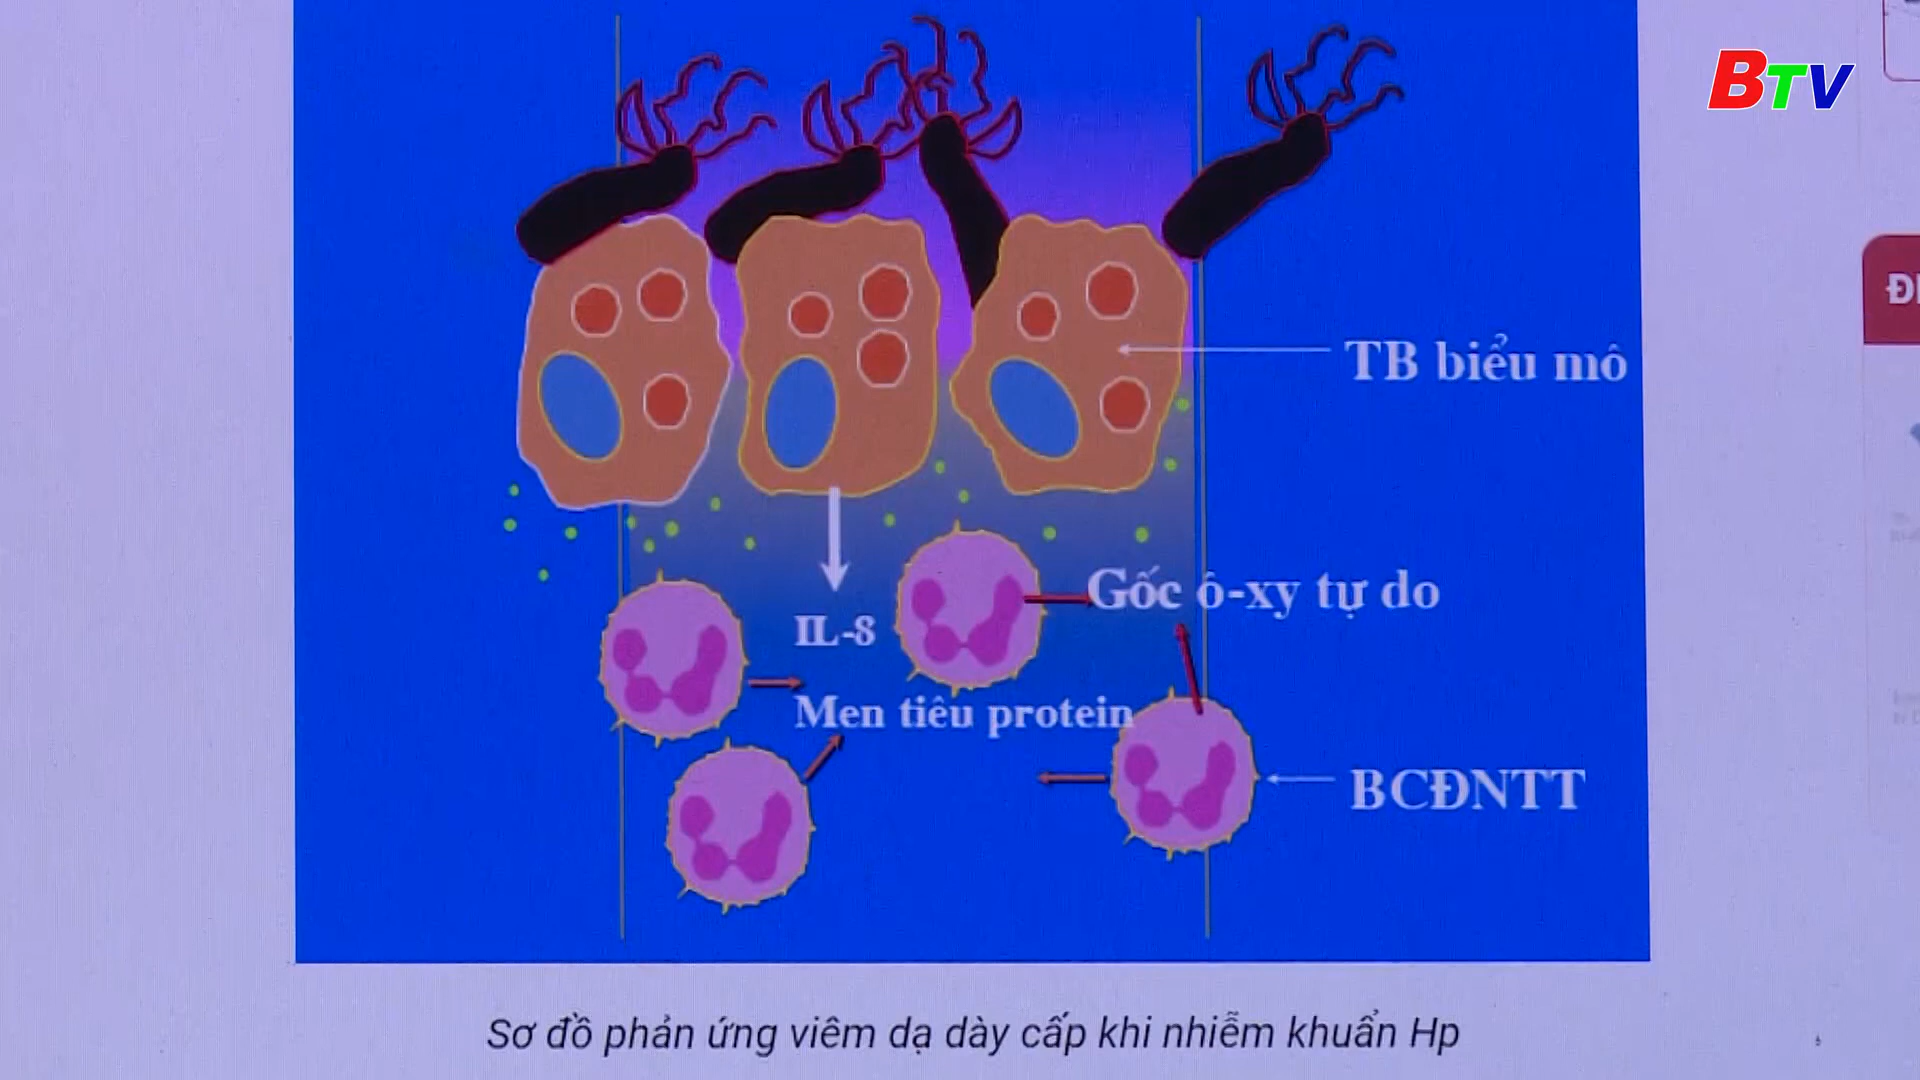 BTV
ĐI
TB biểu mô
Gốc ô-xy tự do
IL-8
Men tiêu protein
BCĐNTT
Sơ đồ phản ứng viêm dạ dày cấp khi nhiễm khuẩn Hp